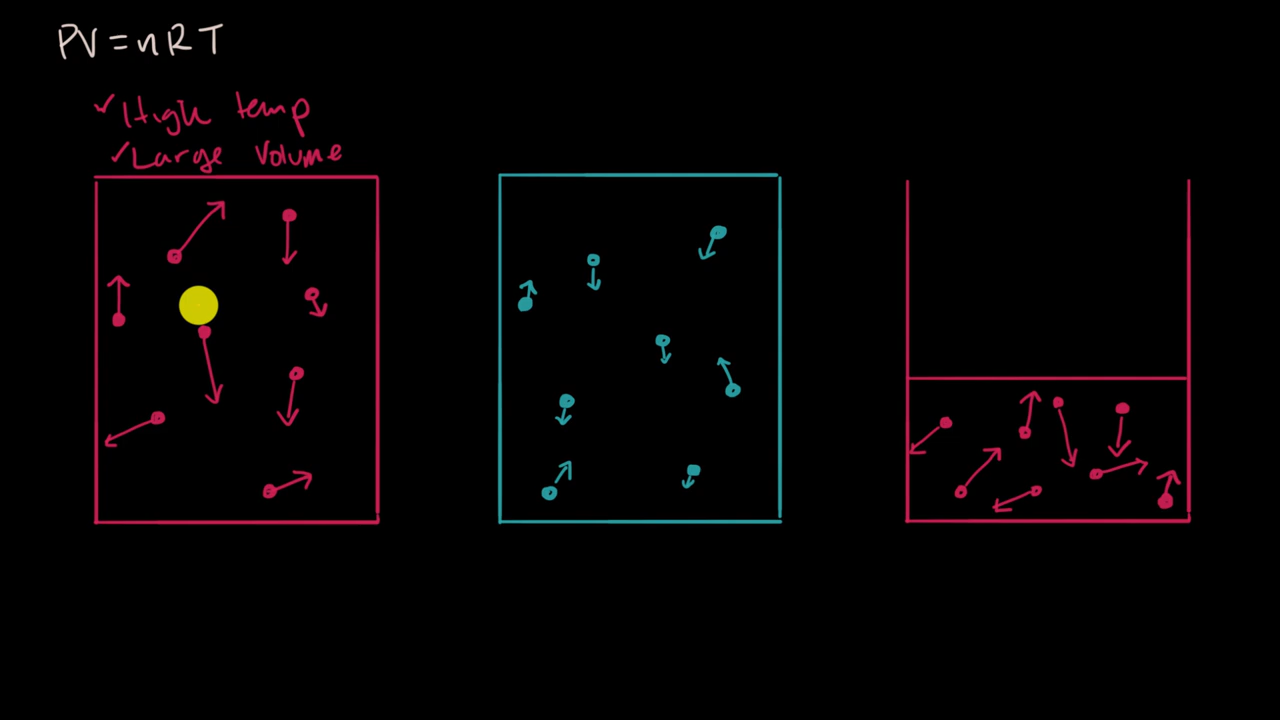 PV = nRT
✓ High temp
✓ Large Volume